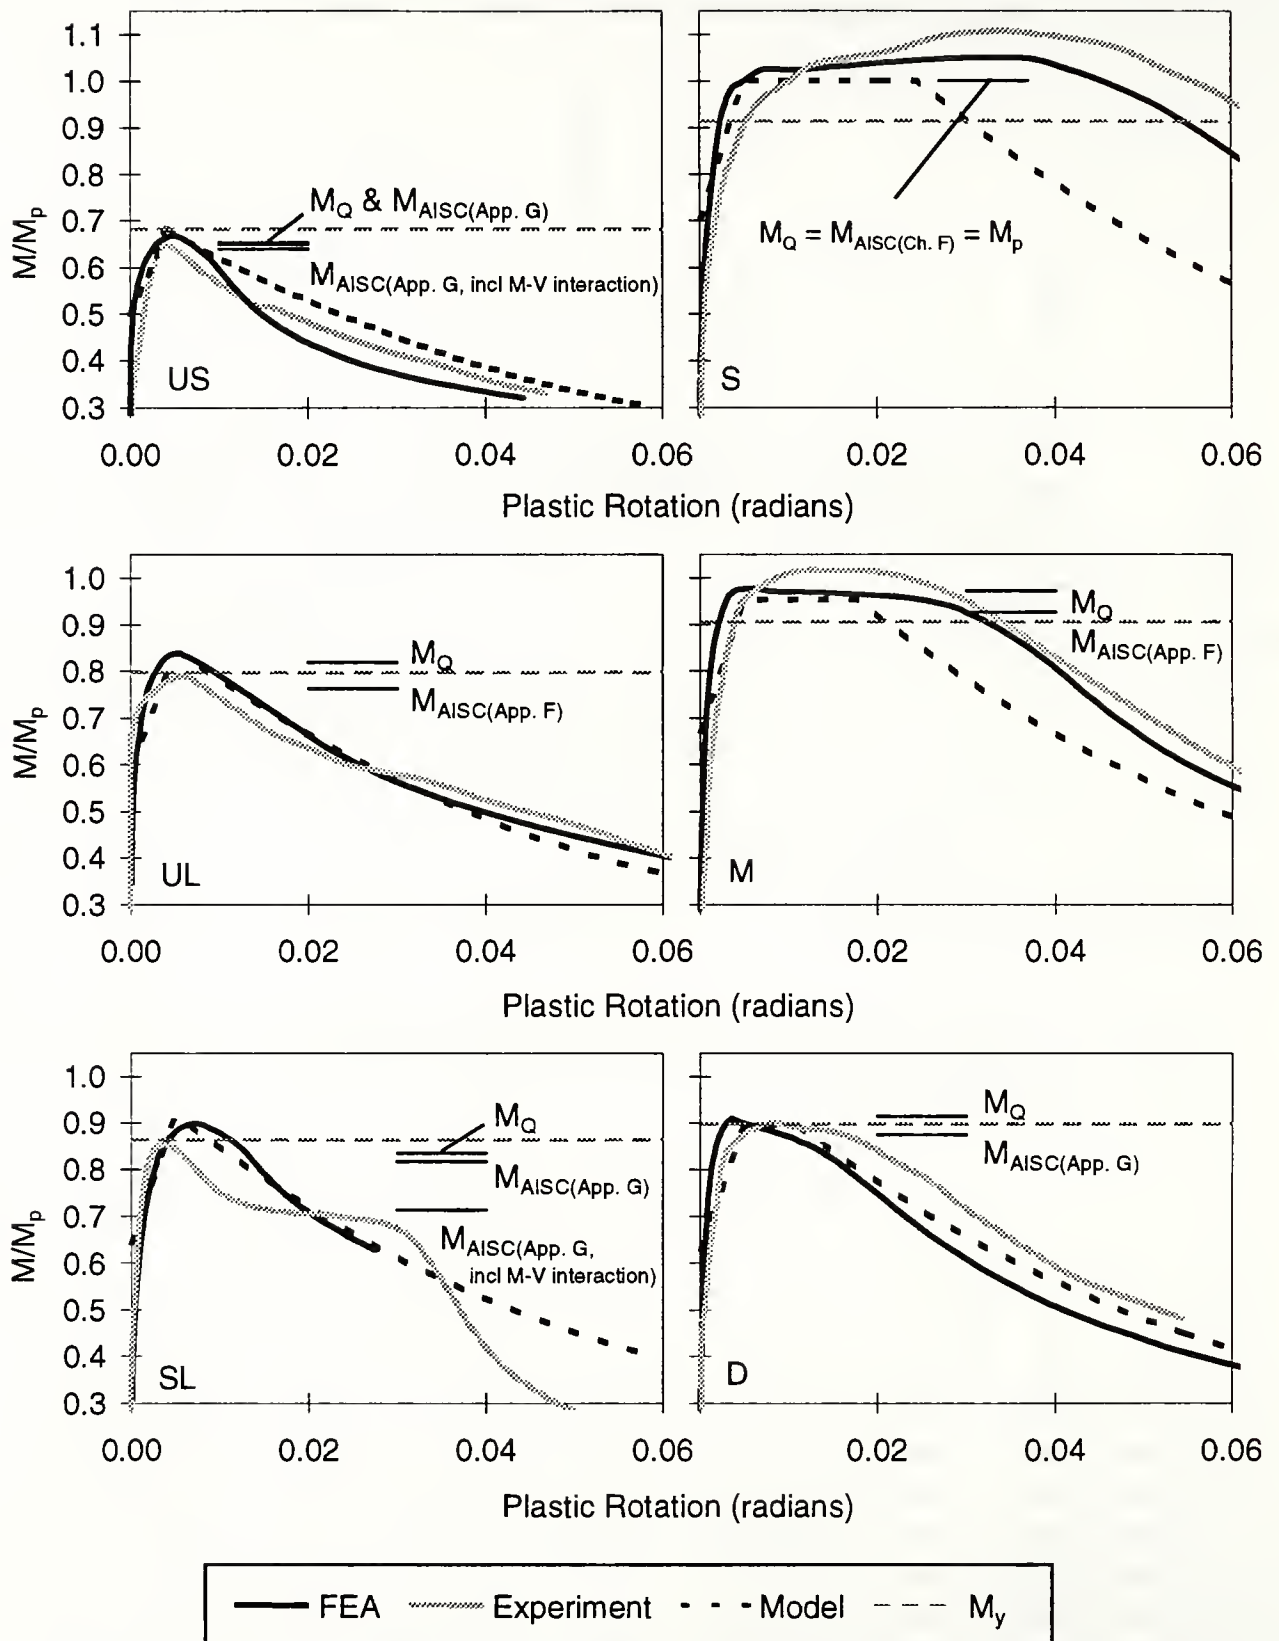 1.1
1.0
0.9
0.8
0.7
0.6
0.5
0.4
0.3
M/Mp
MQ & MAISC(App. G)
MAISC(App. G, incl M-V interaction)
US
MQ = MAISC(Ch. F) = Mp
S
0.00 0.02 0.04 0.06 0.02 0.04 0.06
Plastic Rotation (radians)
1.0
0.9
0.8
0.7
0.6
0.5
0.4
0.3
M/Mp
MQ
MAISC(App. F)
UL
MQ
MAISC(App. F)
M
0.00 0.02 0.04 0.06 0.02 0.04 0.06
Plastic Rotation (radians)
1.0
0.9
0.8
0.7
0.6
0.5
0.4
0.3
M/Mp
MQ
MAISC(App. G)
MAISC(App. G,
incl M-V interaction)
SL
MQ
MAISC(App. G)
D
0.00 0.02 0.04 0.06 0.02 0.04 0.06
Plastic Rotation (radians)
FEA Experiment Model My